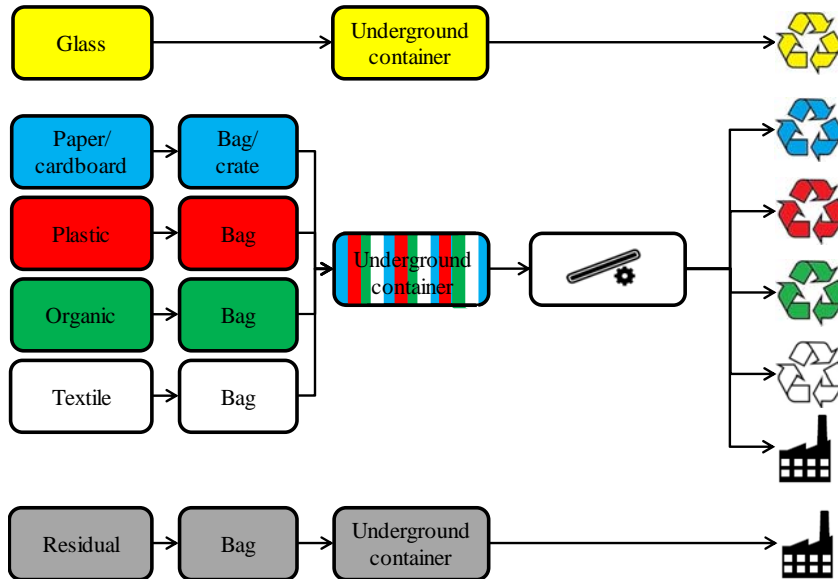 Glass
Underground
container
Paper/
cardboard
Bag/
crate
Plastic
Bag
Underground
container
Organic
Bag
Textile
Bag
Residual
Bag
Underground
container